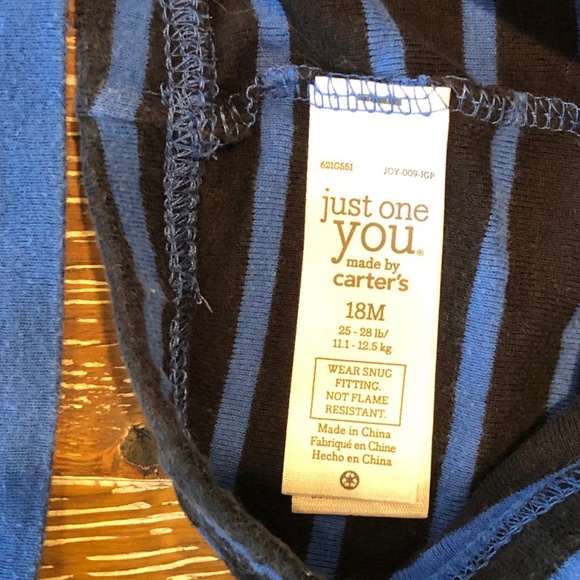 621G551 JOY-009-1GP
just one
you.
made by
carter's
18M
25 - 28 lb/
11.1 - 12.5 kg
WEAR SNUG
FITTING.
NOT FLAME
RESISTANT.
Made in China
Fabriqué en Chine
Hecho en China